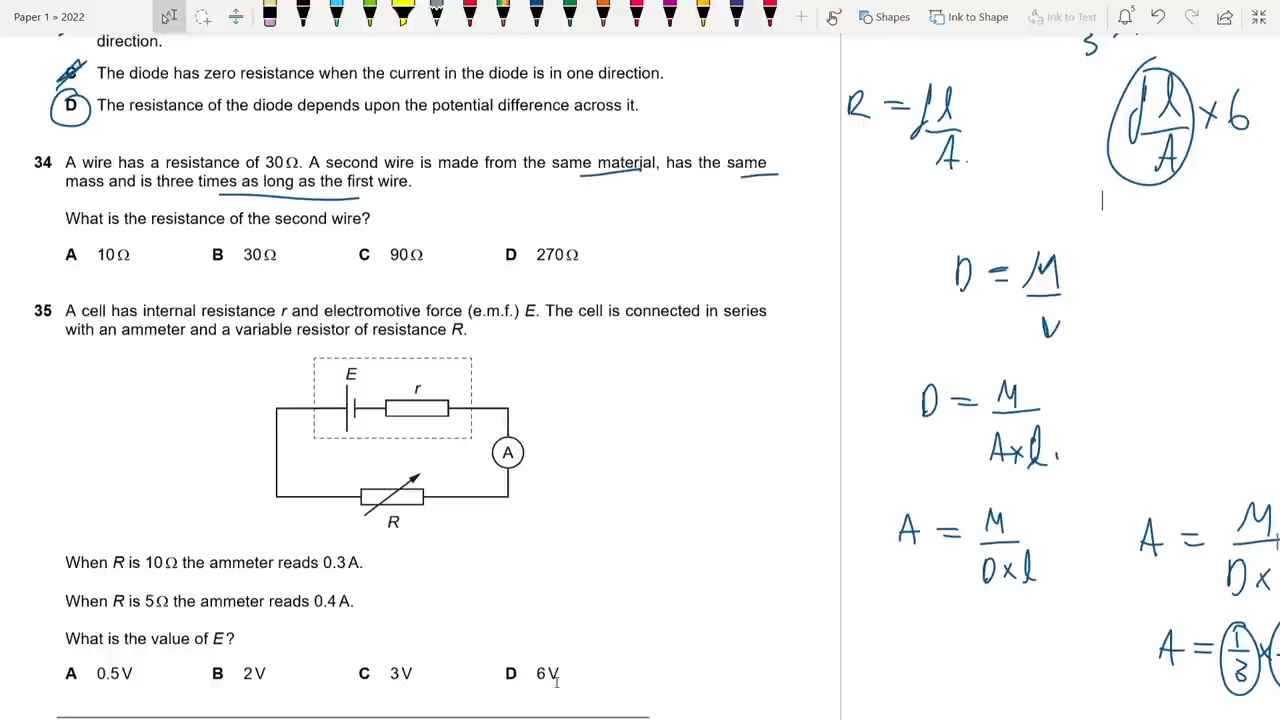 Paper 1 » 2022
Shapes
Ink to Shape
Ink to Text
5
direction.
C The diode has zero resistance when the current in the diode is in one direction.
D The resistance of the diode depends upon the potential difference across it.
34 A wire has a resistance of 30 Ω. A second wire is made from the same material, has the same
mass and is three times as long as the first wire.
What is the resistance of the second wire?
A 10 Ω B 30 Ω C 90 Ω D 270 Ω
35 A cell has internal resistance r and electromotive force (e.m.f.) E. The cell is connected in series
with an ammeter and a variable resistor of resistance R.
E
r
A
R
When R is 10 Ω the ammeter reads 0.3 A.
When R is 5 Ω the ammeter reads 0.4 A.
What is the value of E?
A 0.5 V B 2 V C 3 V D 6 V
R = ρl
A.
ρl × 6
A
D = M
V
D = M
A×l.
A = M
D×l
A = M
D×
A = 1
3
×